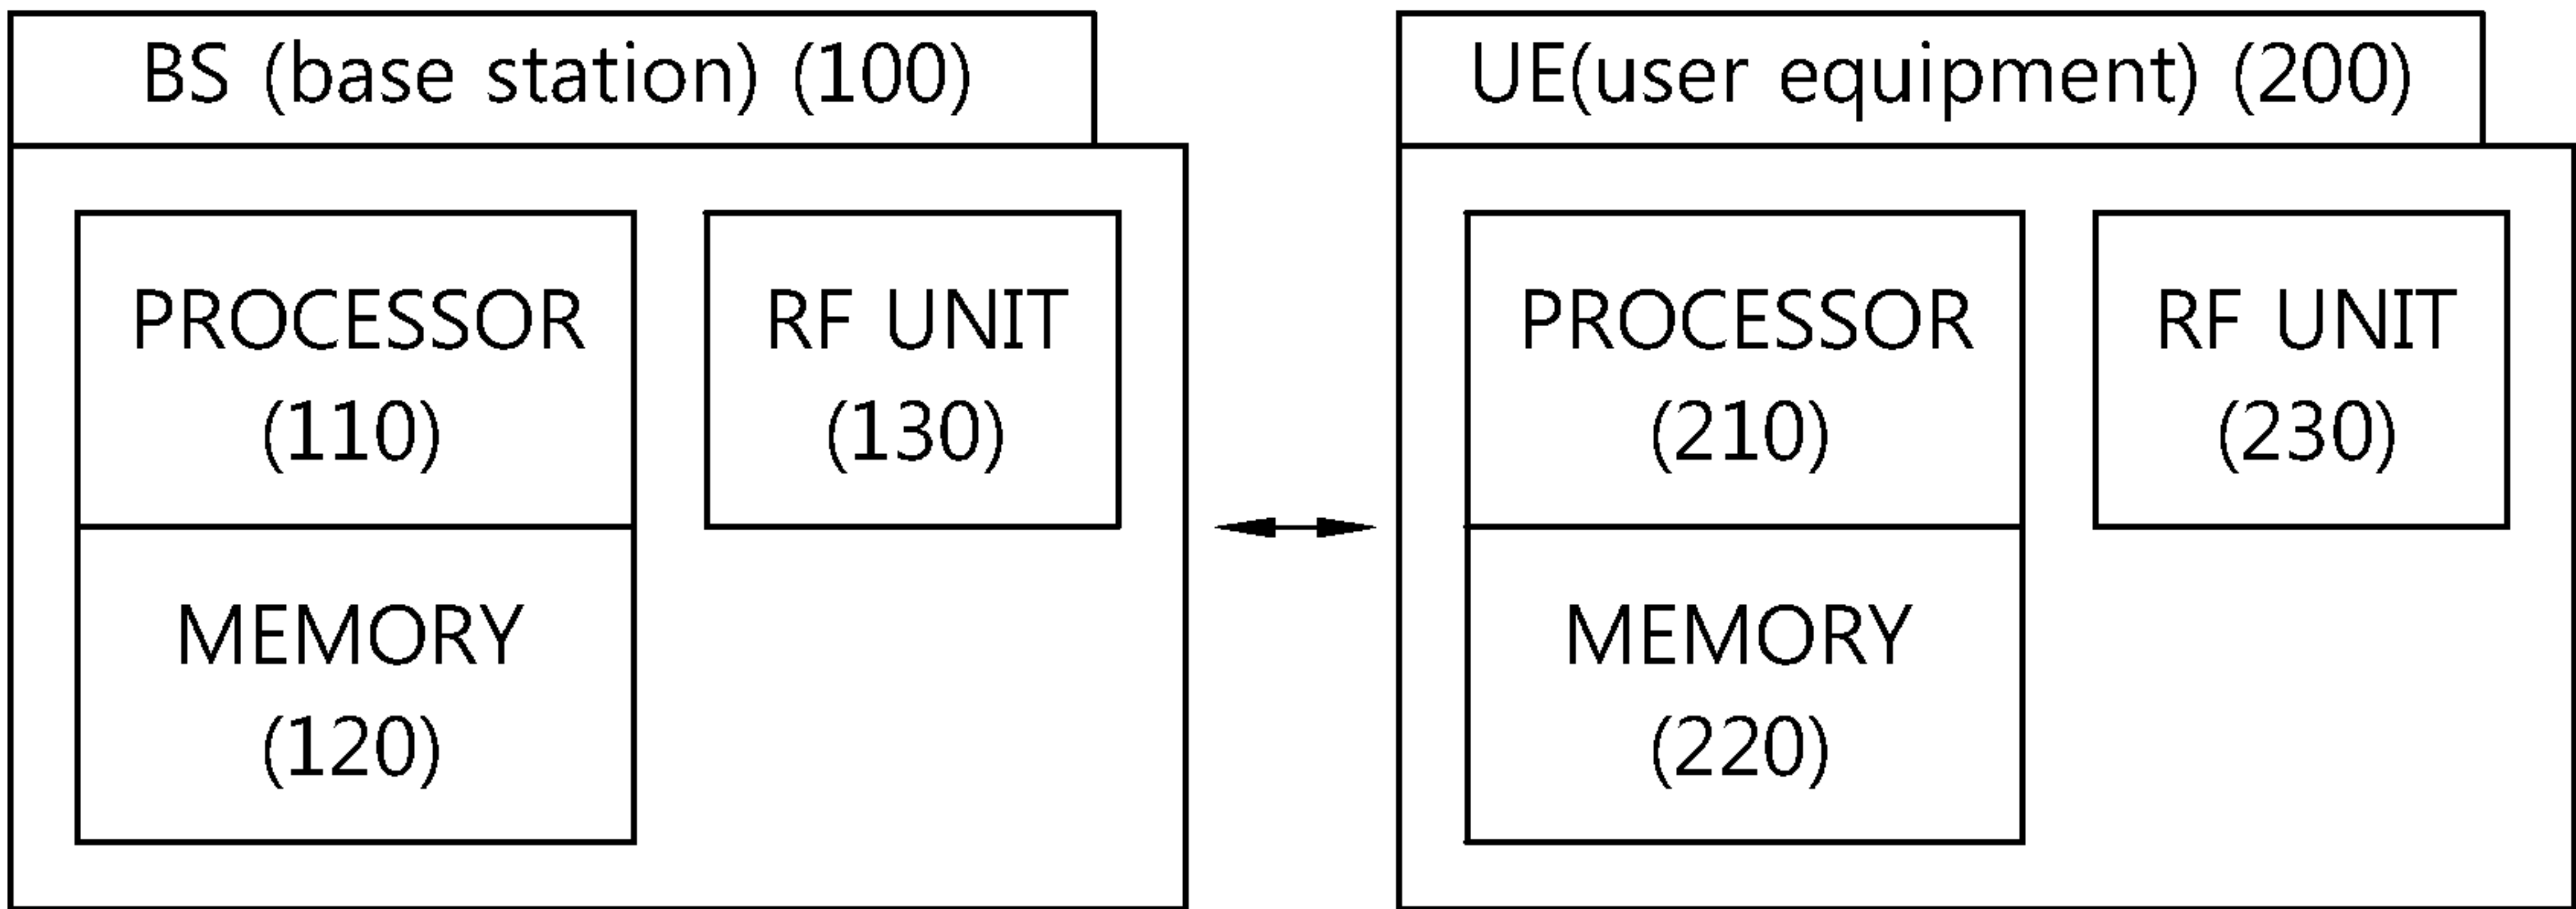 BS (base station) (100)
PROCESSOR
(110)
RF UNIT
(130)
MEMORY
(120)
UE(user equipment) (200)
PROCESSOR
(210)
RF UNIT
(230)
MEMORY
(220)